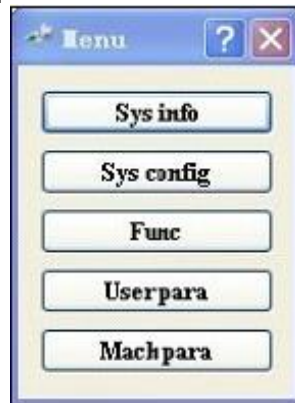 Menu
?
Sys info
Sys config
Func
Userpara
Machpara